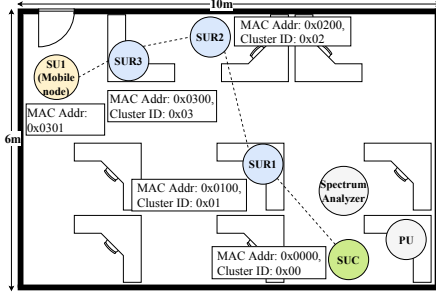 10m
SUR2
MAC Addr: 0x0200,
Cluster ID: 0x02
SU1
(Mobile
node)
SUR3
MAC Addr:
0x0301
MAC Addr: 0x0300,
Cluster ID: 0x03
6m
SUR1
MAC Addr: 0x0100,
Cluster ID: 0x01
Spectrum
Analyzer
PU
MAC Addr: 0x0000,
Cluster ID: 0x00
SUC